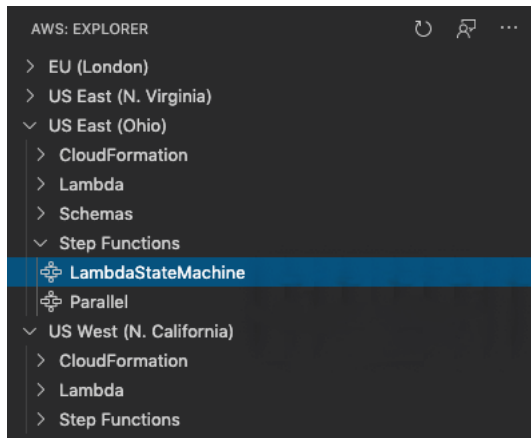 AWS: EXPLORER
EU (London)
US East (N. Virginia)
US East (Ohio)
CloudFormation
Lambda
Schemas
Step Functions
LambdaStateMachine
Parallel
US West (N. California)
CloudFormation
Lambda
Step Functions